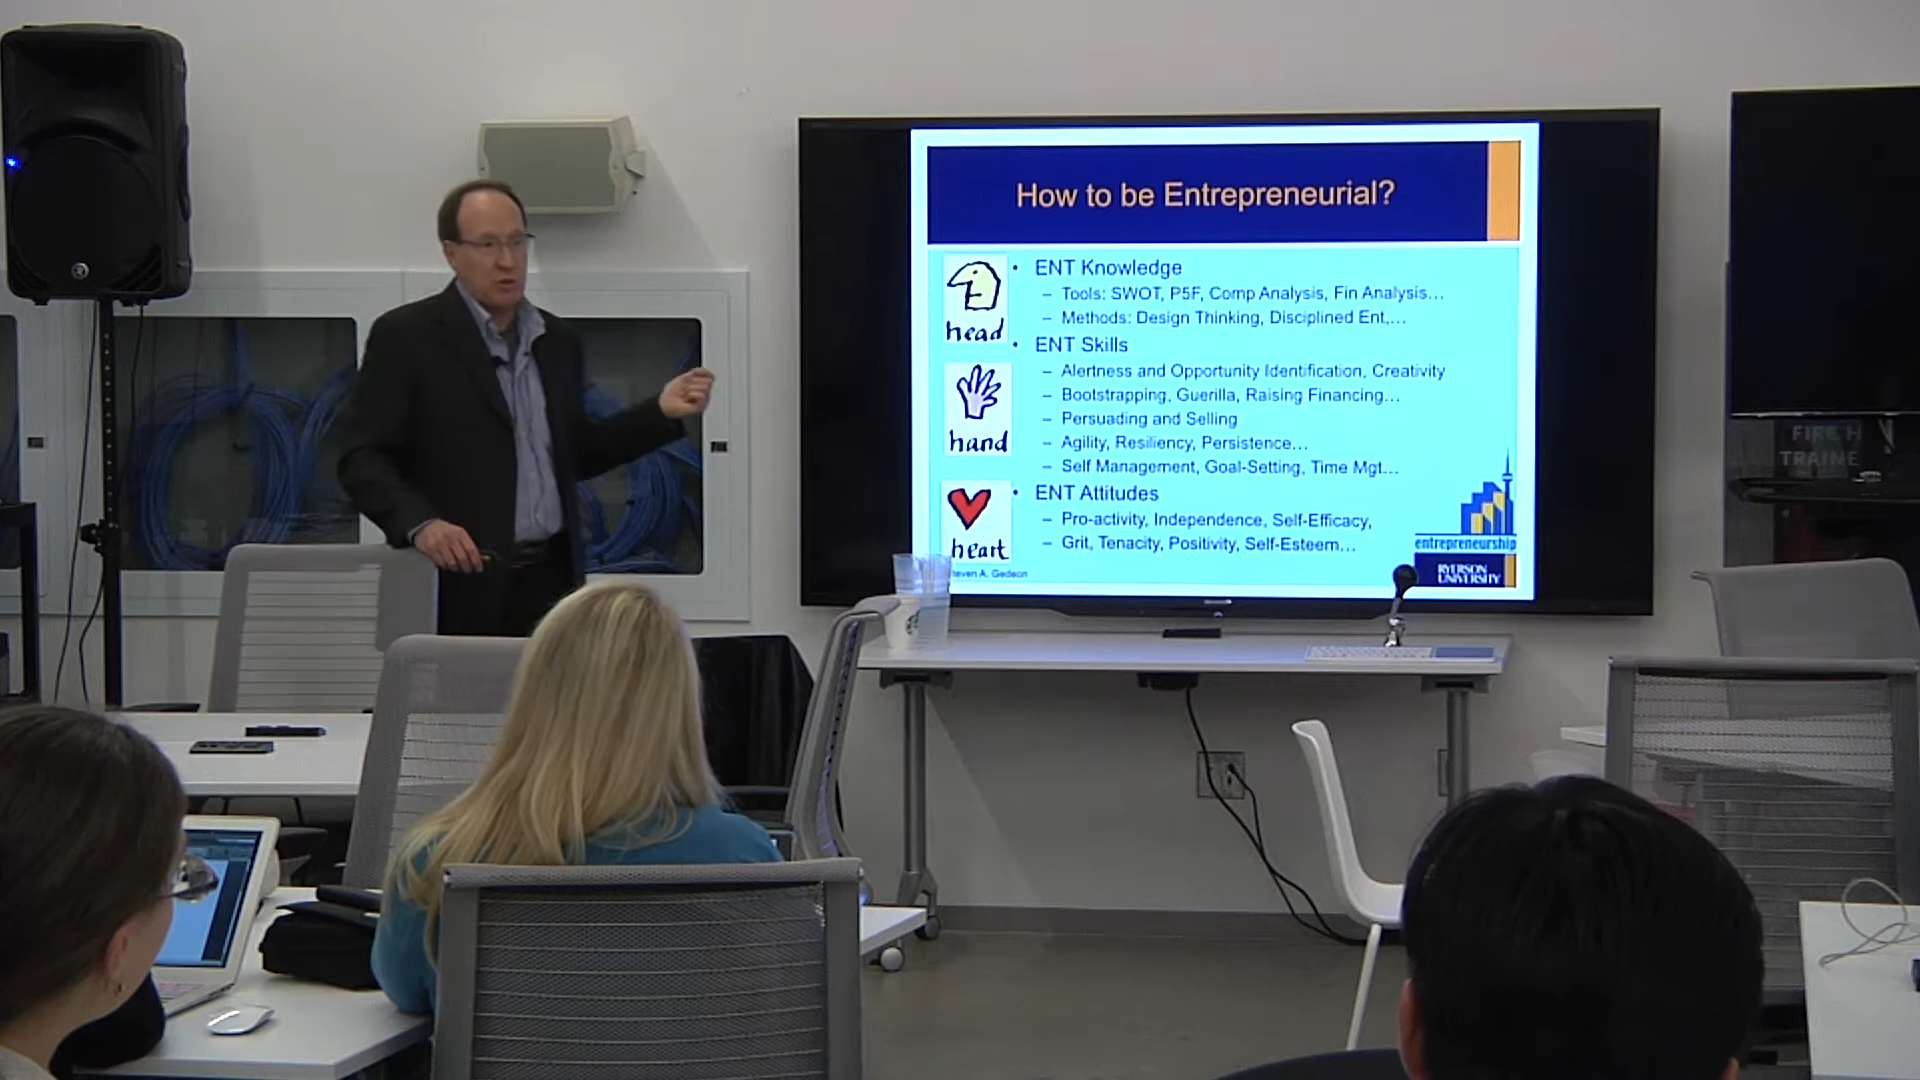 How to be Entrepreneurial?
head
• ENT Knowledge
– Tools: SWOT, P5F, Comp Analysis, Fin Analysis…
– Methods: Design Thinking, Disciplined Ent,…
hand
• ENT Skills
– Alertness and Opportunity Identification, Creativity
– Bootstrapping, Guerilla, Raising Financing…
– Persuading and Selling
– Agility, Resiliency, Persistence…
– Self Management, Goal-Setting, Time Mgt…
heart
• ENT Attitudes
– Pro-activity, Independence, Self-Efficacy,
– Grit, Tenacity, Positivity, Self-Esteem…
teven A. Gedeon
entrepreneurship
RYERSON
UNIVERSITY
FIRE H
TRAINE